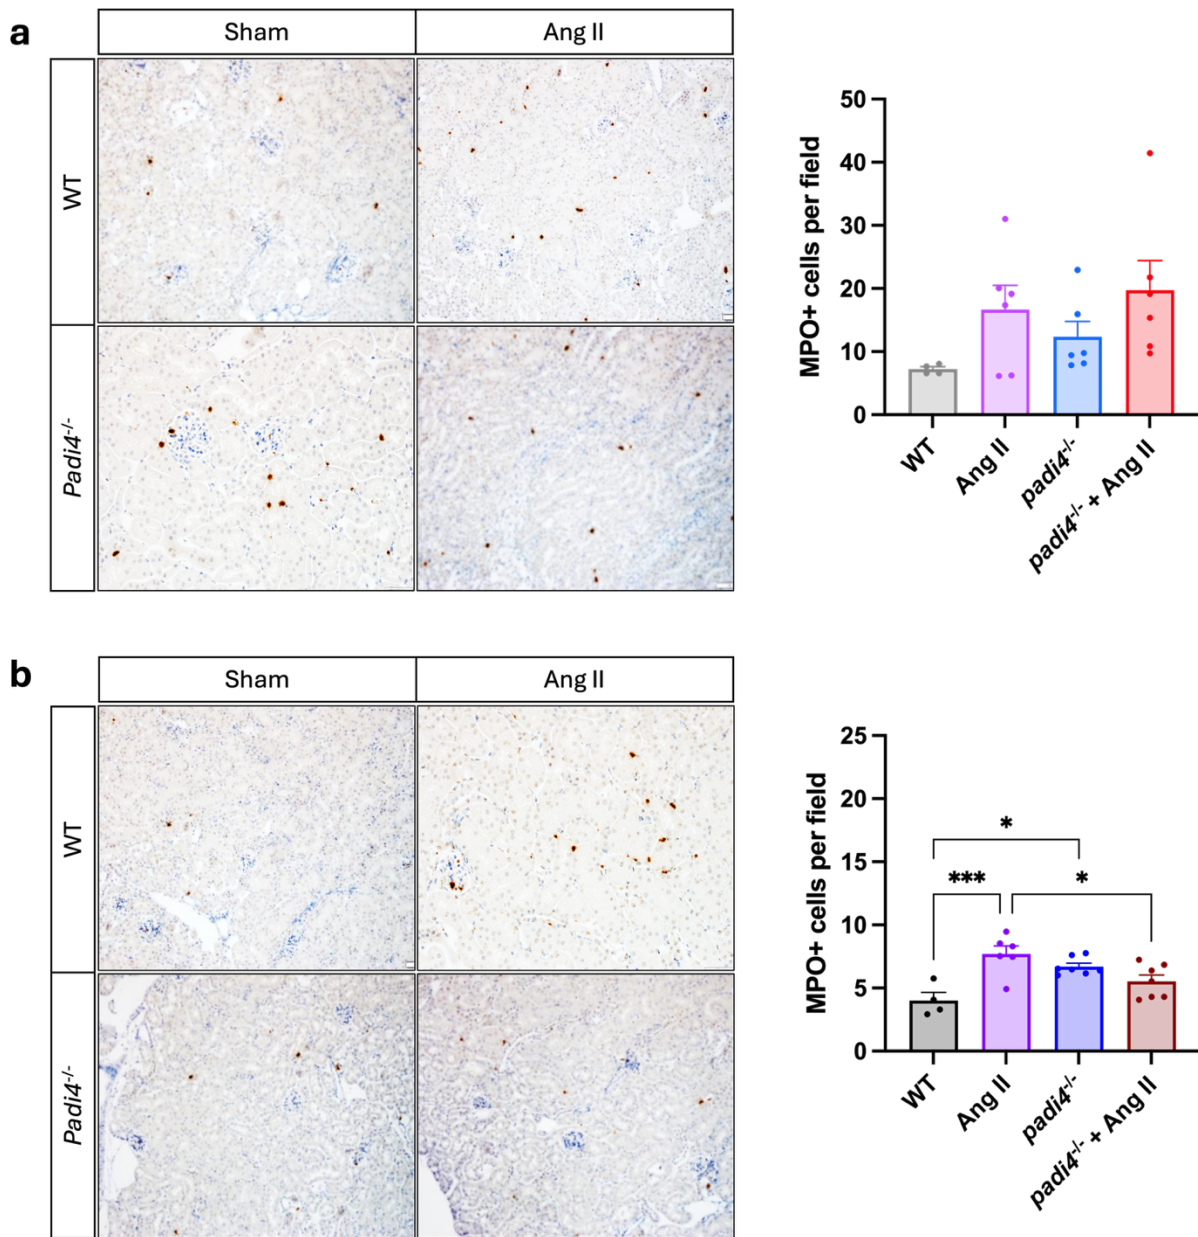 a
Sham Ang II
WT
Padi4-/-
MPO+ cells per field
50
40
30
20
10
0
WT
Ang II
padi4-/-
padi4-/- + Ang II
b
Sham Ang II
WT
Padi4-/-
MPO+ cells per field
25
20
15
10
5
0
*
*** *
WT
Ang II
padi4-/-
padi4-/- + Ang II